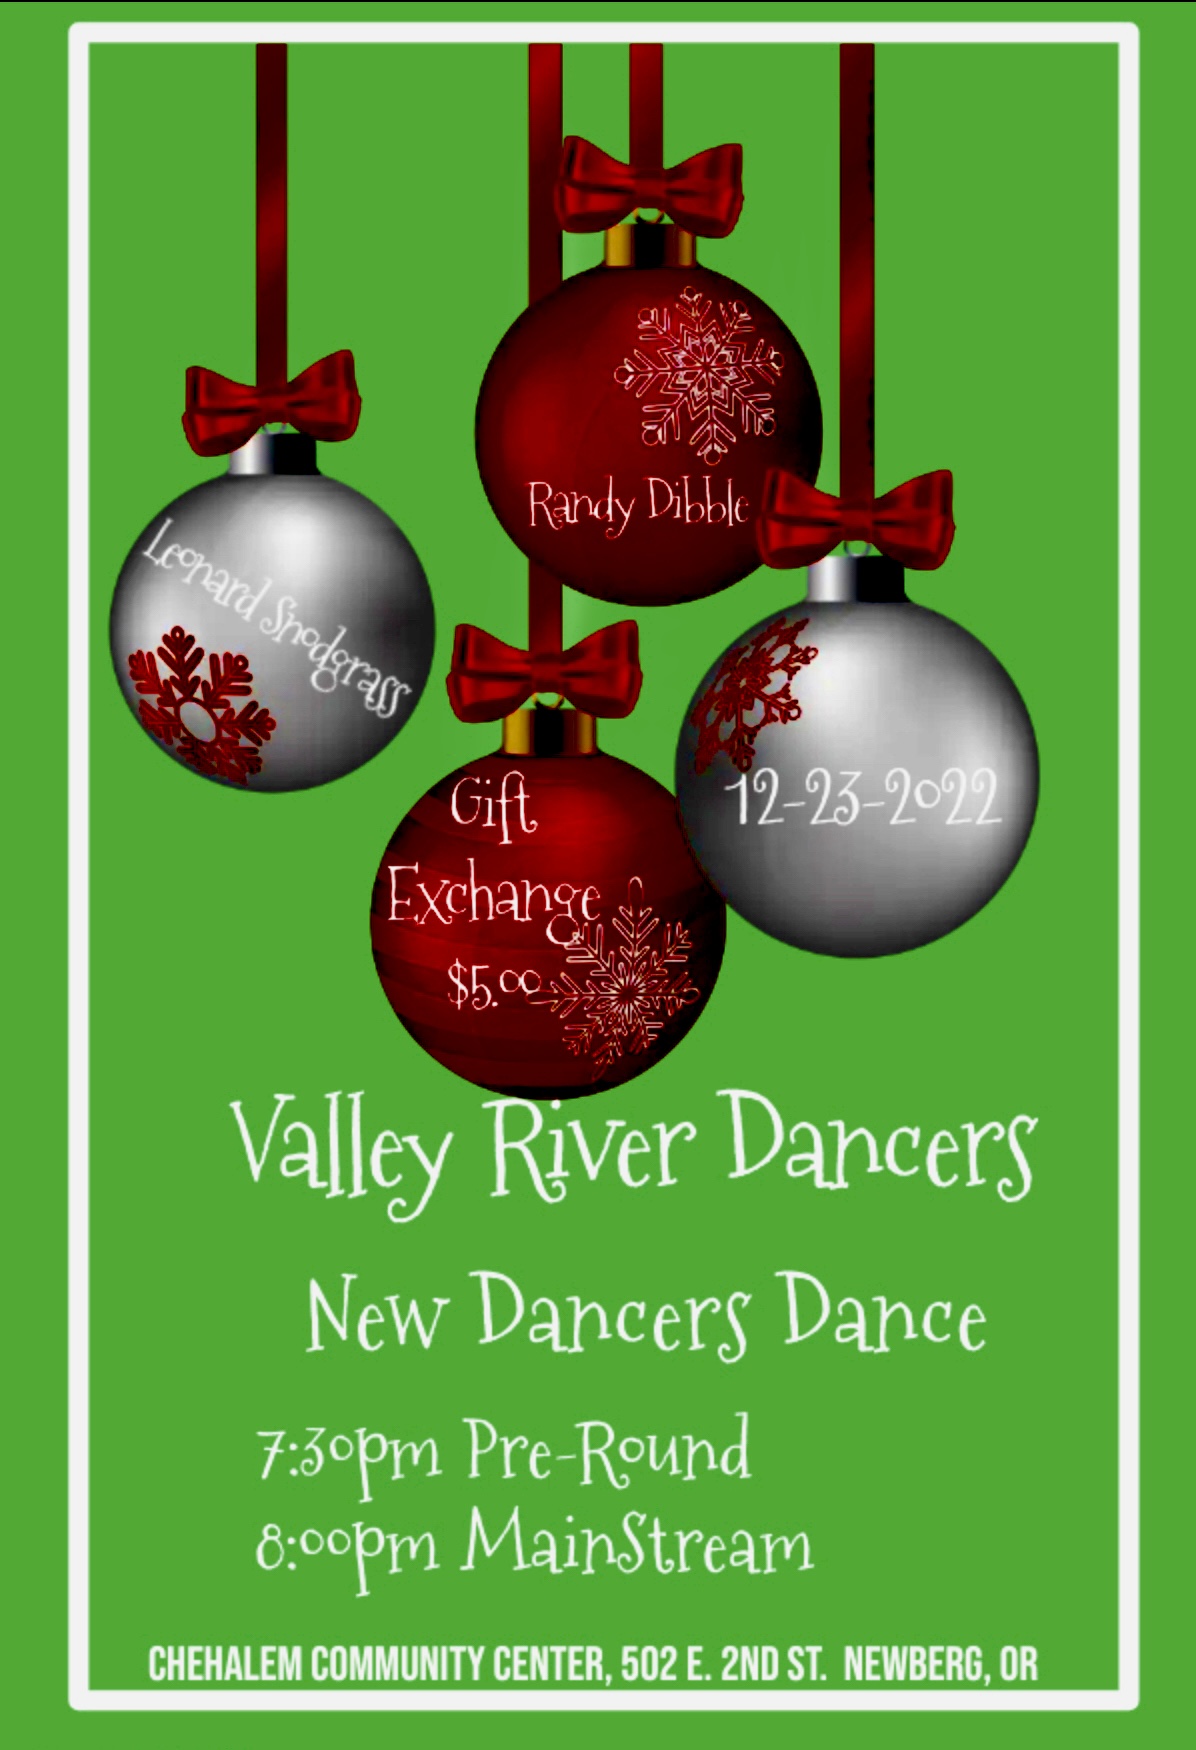 Randy Dibble
Leonard Snodgrass
12-23-2022
Gift
Exchange
$5.00
Valley River Dancers
New Dancers Dance
7:30pm Pre-Round
8:00pm MainStream
CHEHALEM COMMUNITY CENTER, 502 E. 2ND ST. NEWBERG, OR